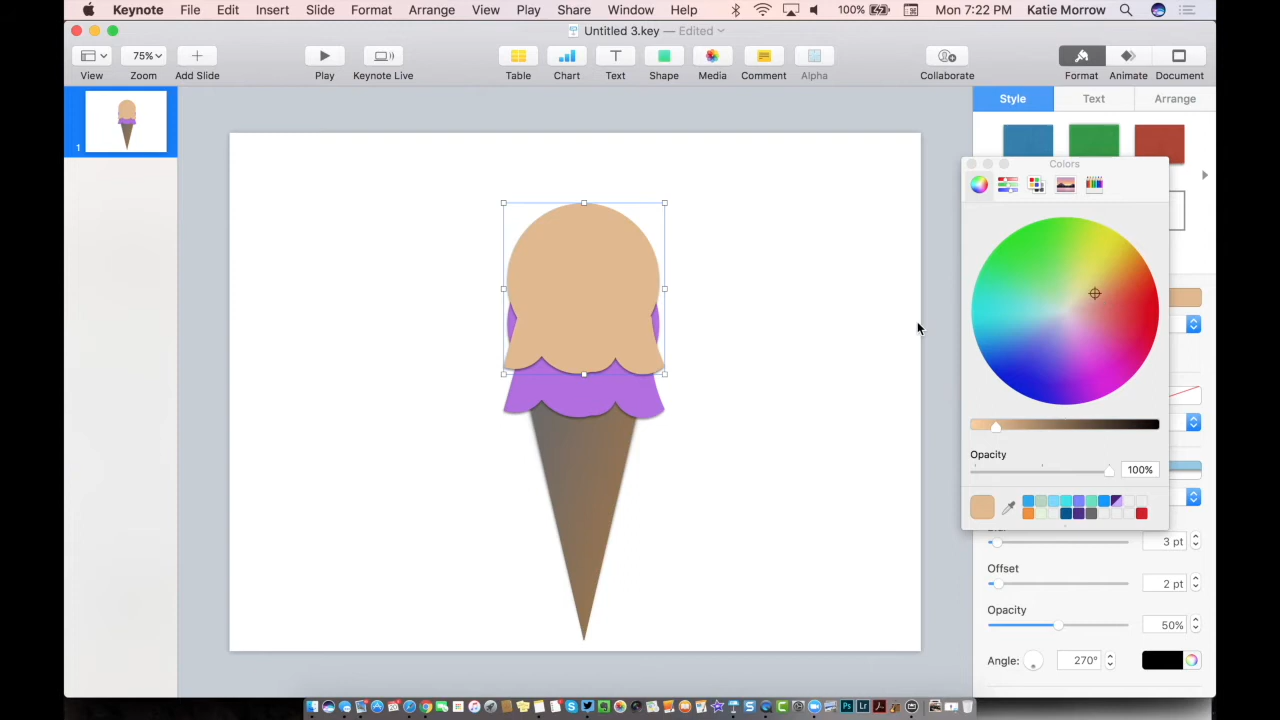 Keynote File Edit Insert Slide Format Arrange View Play Share Window Help 100% Mon 7:22 PM Katie Morrow
Untitled 3.key — Edited
75%
View Zoom Add Slide Play Keynote Live Table Chart Text Shape Media Comment Alpha Collaborate Format Animate Document
Style Text Arrange
1
Colors
Opacity
100%
3 pt
Offset
2 pt
Opacity
50%
Angle: 270°